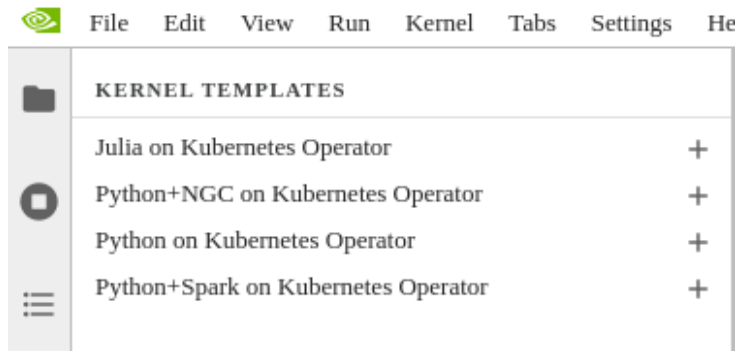 File Edit View Run Kernel Tabs Settings He
KERNEL TEMPLATES
Julia on Kubernetes Operator
Python+NGC on Kubernetes Operator
Python on Kubernetes Operator
Python+Spark on Kubernetes Operator